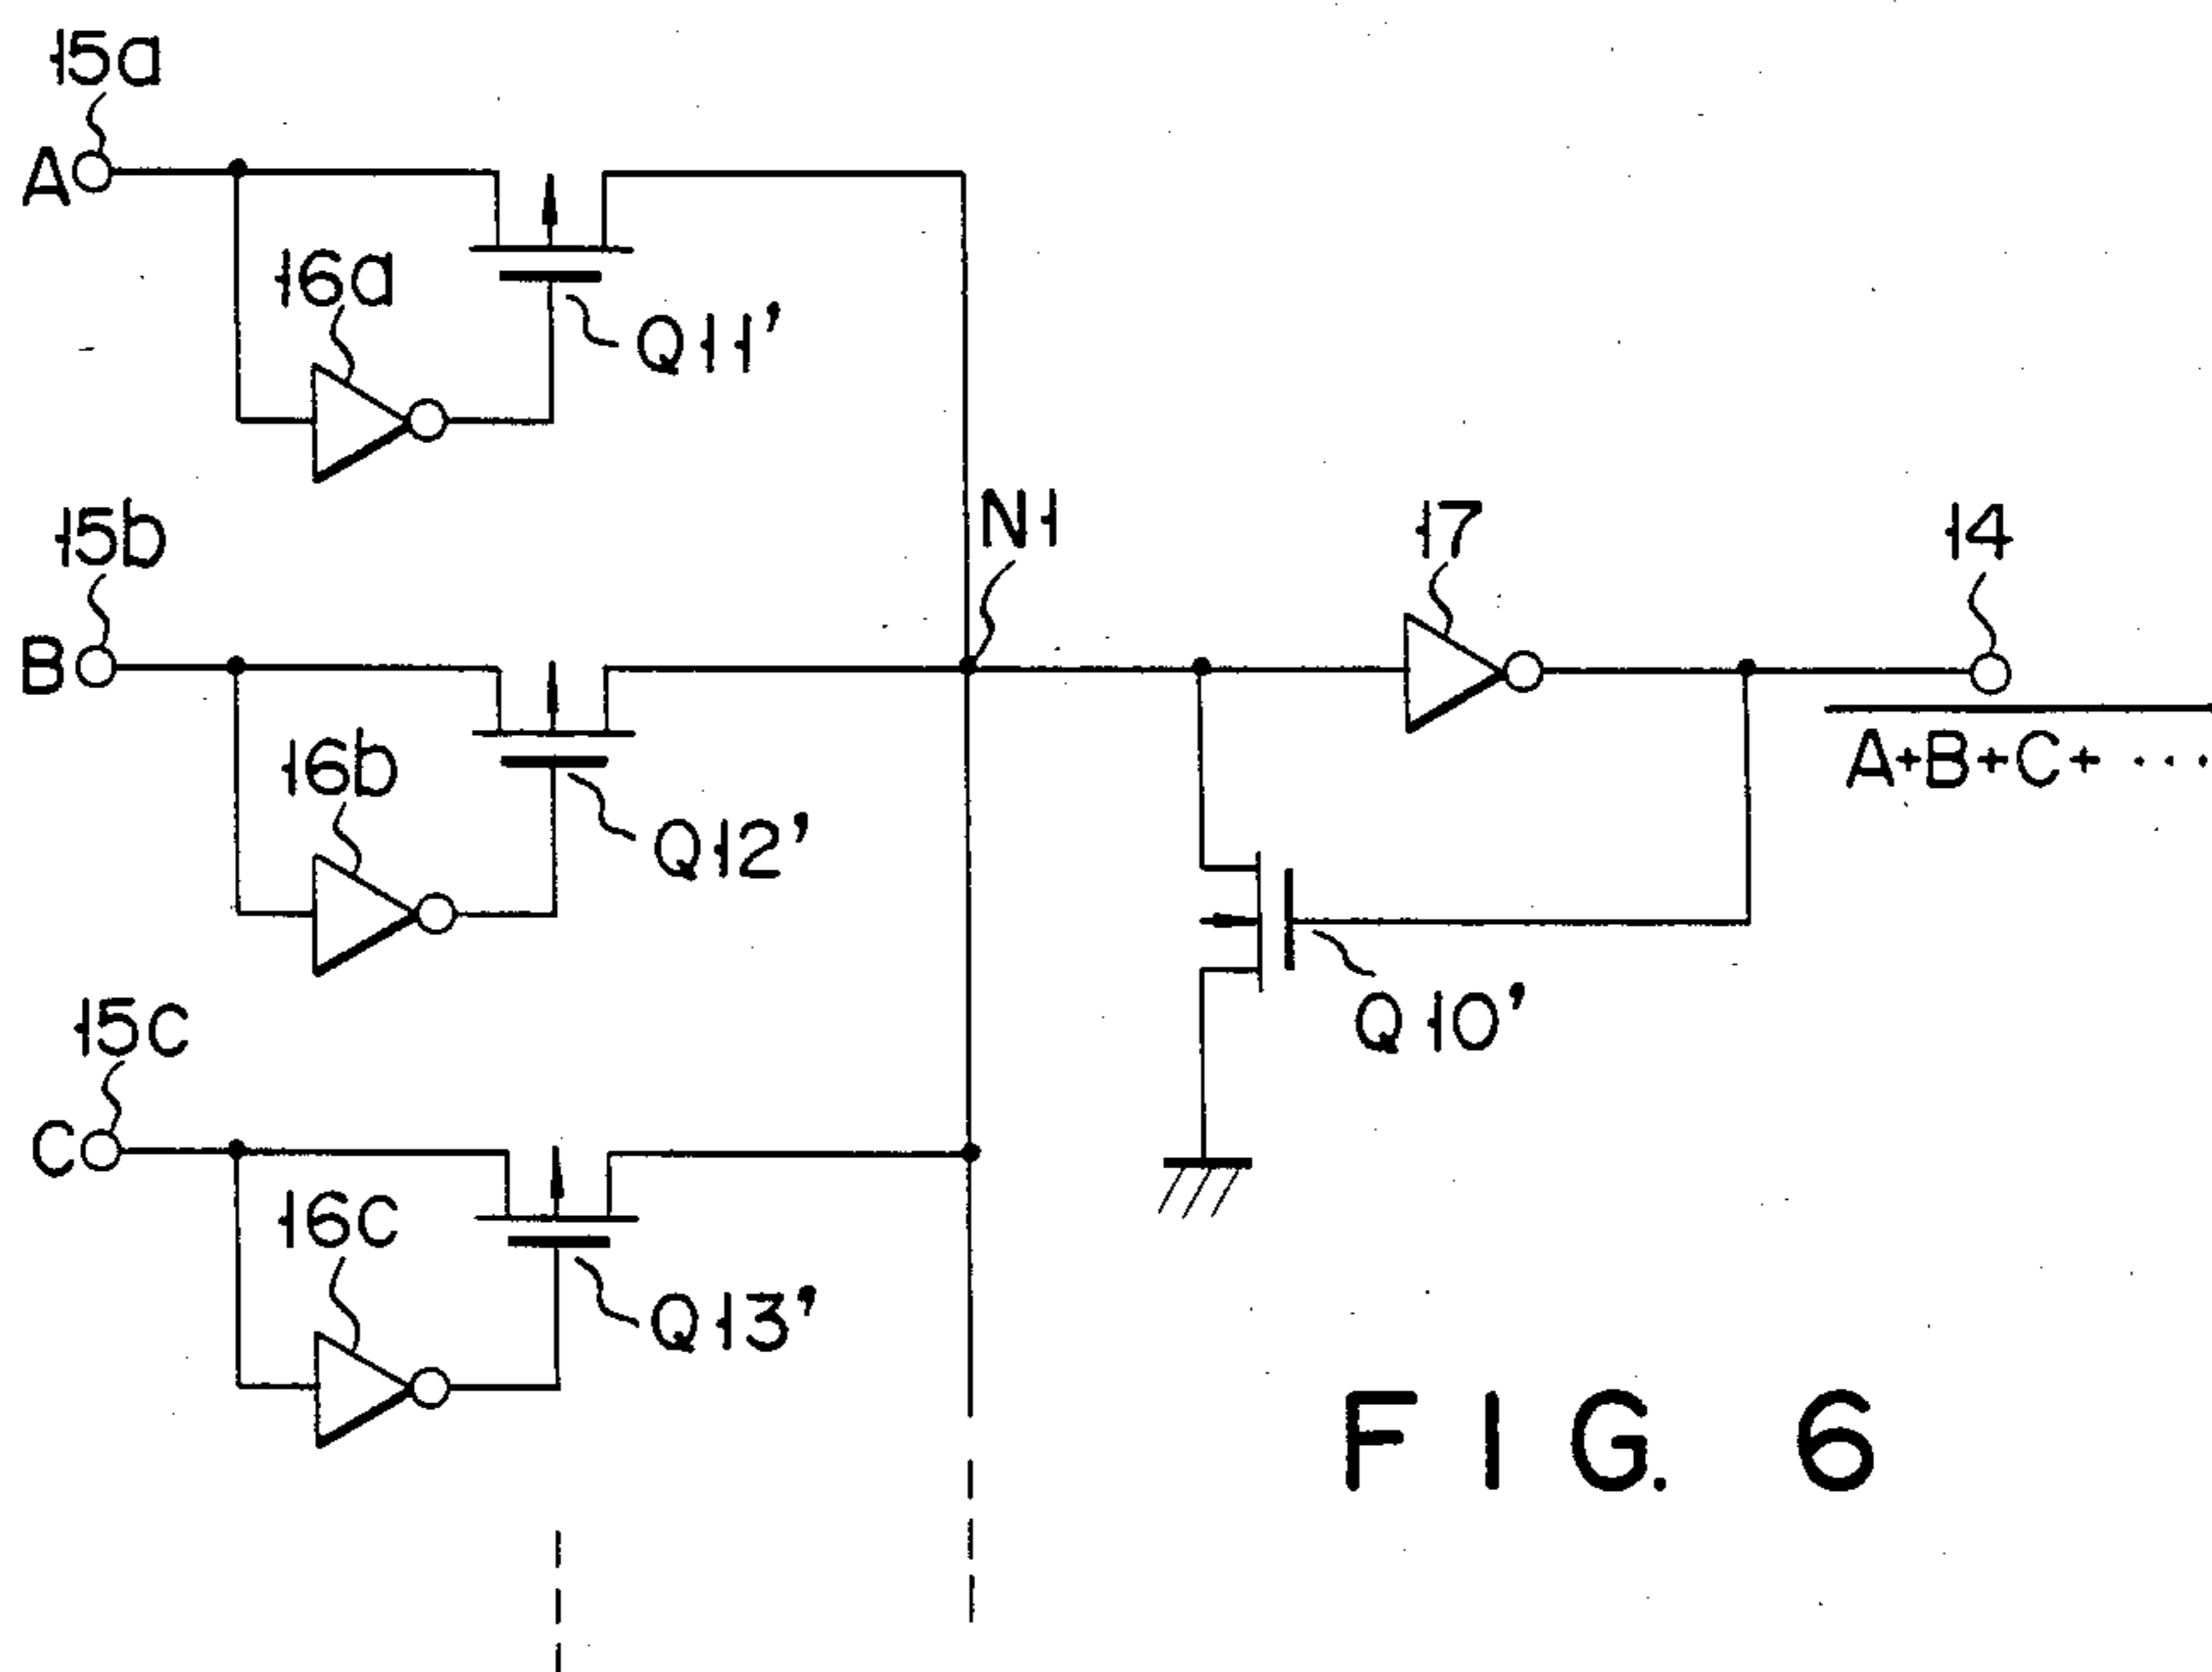 15a
A
16a
Q11'
15b
N1
17
14
B
A+B+C+ ...
16b
Q12'
15c
Q10'
C
16c
Q13'
FIG. 6